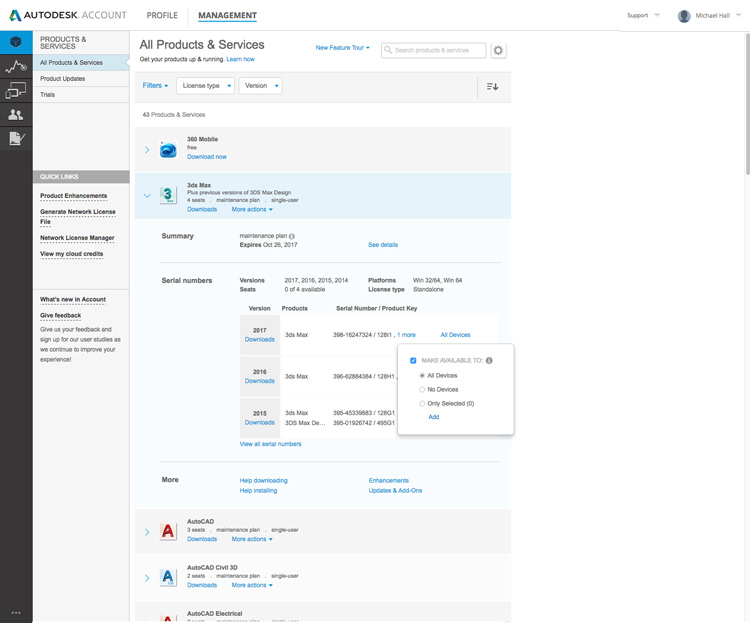 AUTODESK. ACCOUNT
PROFILE
MANAGEMENT
Support
Michael Hall
PRODUCTS &
SERVICES
All Products & Services
Product Updates
Trials
QUICK LINKS
Product Enhancements
Generate Network License
File
Network License Manager
View my cloud credits
What's new in Account
Give feedback
Give us your feedback and
sign up for our user studies as
we continue to improve your
experience!
All Products & Services
Get your products up & running. Learn how
New Feature Tour
Search products & services
Filters
License type
Version
43 Products & Services
360 Mobile
free
Download now
3ds Max
Plus previous versions of 3DS Max Design
4 seats . maintenance plan . single-user
Downloads More actions
Summary
maintenance plan
Expires Oct 26, 2017
See details
Serial numbers
Versions 2017, 2016, 2015, 2014 Platforms Win 32/64, Win 64
Seats 0 of 4 available License type Standalone
Version Products Serial Number / Product Key
2017
Downloads
3ds Max 398-16247324 / 128I1 , 1 more All Devices
2016
Downloads
3ds Max 396-62884384 / 128H1 ,
2015
Downloads
3ds Max 395-45339883 / 128G1
3DS Max De... 395-01926742 / 495G1
MAKE AVAILABLE TO:
All Devices
No Devices
Only Selected (0)
Add
View all serial numbers
More
Help downloading Enhancements
Help installing Updates & Add-Ons
AutoCAD
3 seats . maintenance plan . single-user
Downloads More actions
AutoCAD Civil 3D
2 seats . maintenance plan . single-user
Downloads More actions
AutoCAD Electrical